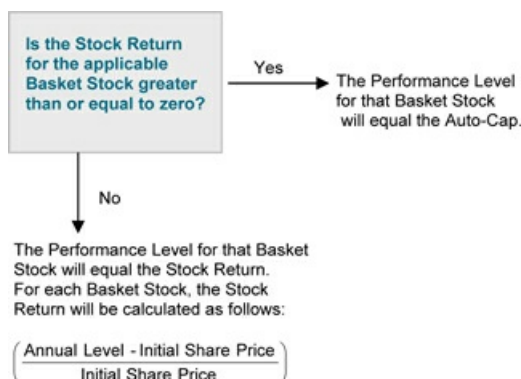 Is the Stock Return
for the applicable
Basket Stock greater
than or equal to zero?
Yes
The Performance Level
for that Basket Stock
will equal the Auto-Cap.
No
The Performance Level for that Basket
Stock will equal the Stock Return.
For each Basket Stock, the Stock
Return will be calculated as follows:
( Annual Level - Initial Share Price
Initial Share Price )